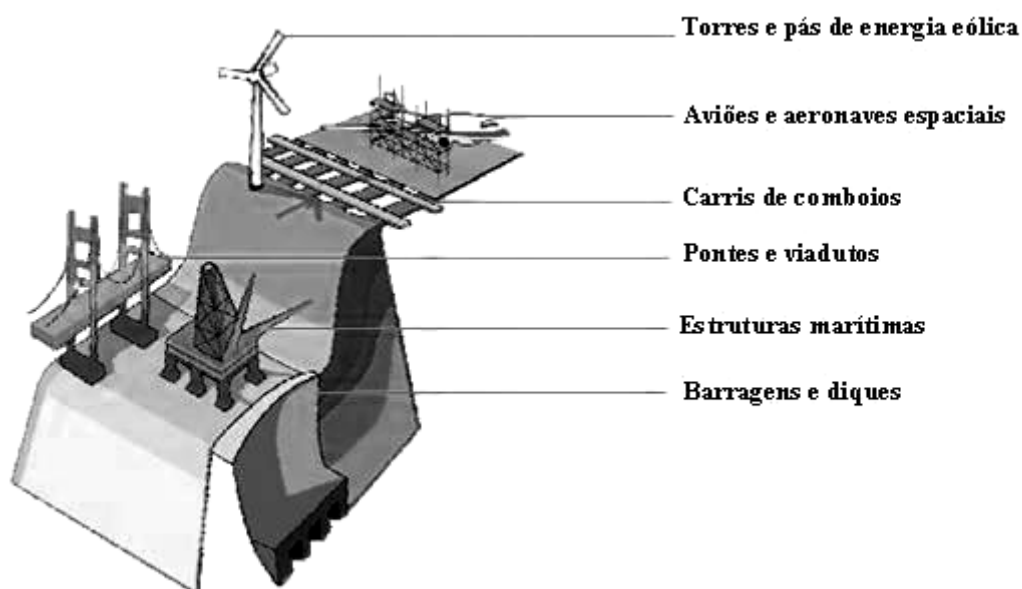 Torres e pás de energia eólica
Aviões e aeronaves espaciais
Carris de comboios
Pontes e viadutos
Estruturas marítimas
Barragens e diques